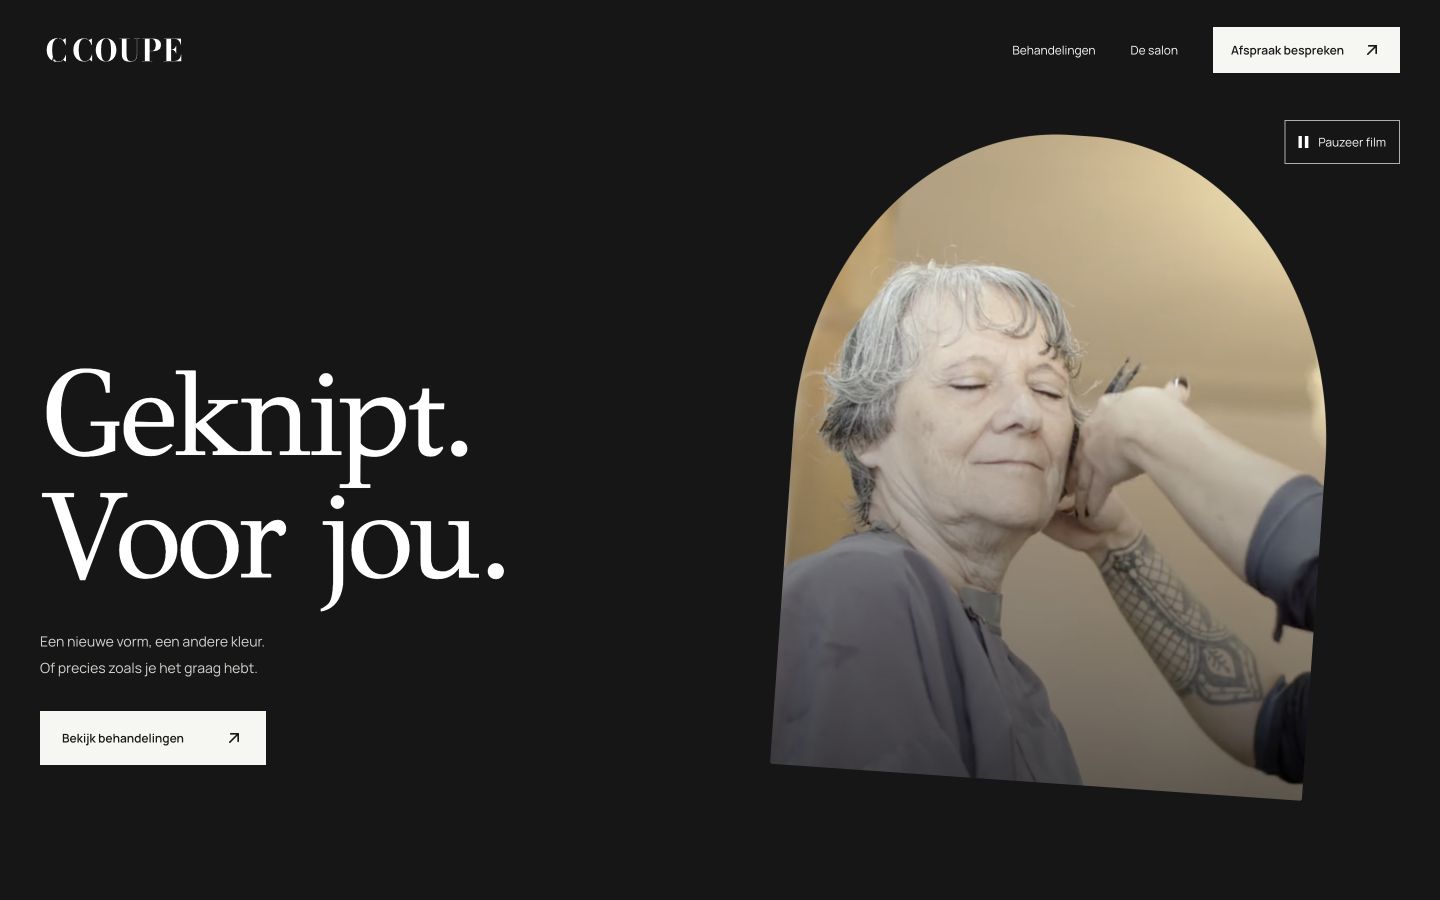 C COUPE
Behandelingen
De salon
Afspraak bespreken
Pauzeer film
Geknipt.
Voor jou.
Een nieuwe vorm, een andere kleur.
Of precies zoals je het graag hebt.
Bekijk behandelingen